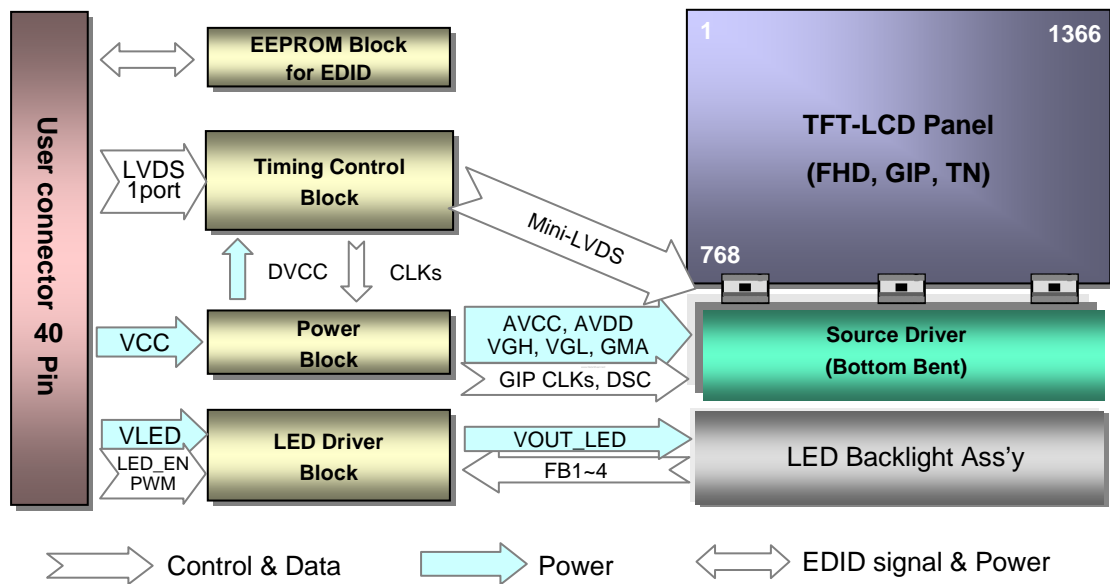 User connector 40 Pin
EEPROM Block
for EDID
LVDS
1port
Timing Control
Block
Mini-LVDS
1
1366
TFT-LCD Panel
(FHD, GIP, TN)
768
DVCC
CLKs
VCC
Power
Block
AVCC, AVDD
VGH, VGL, GMA
GIP CLKs, DSC
Source Driver
(Bottom Bent)
VLED
LED_EN
PWM
LED Driver
Block
VOUT_LED
FB1~4
LED Backlight Ass'y
Control & Data
Power
EDID signal & Power